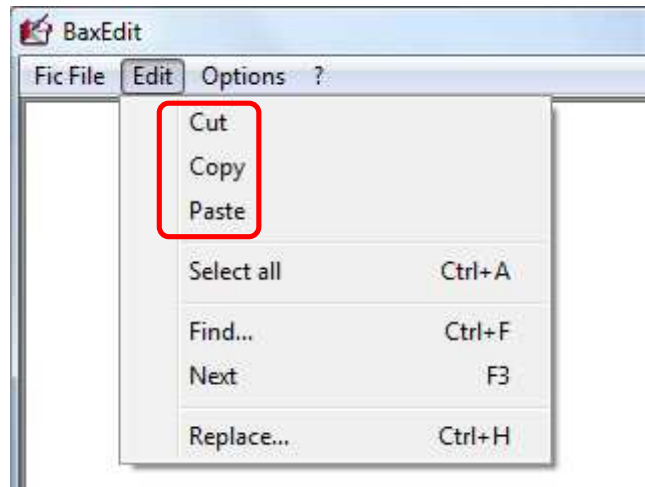 BaxEdit
Fic File Edit Options ?
Cut
Copy
Paste
Select all Ctrl+A
Find... Ctrl+F
Next F3
Replace... Ctrl+H